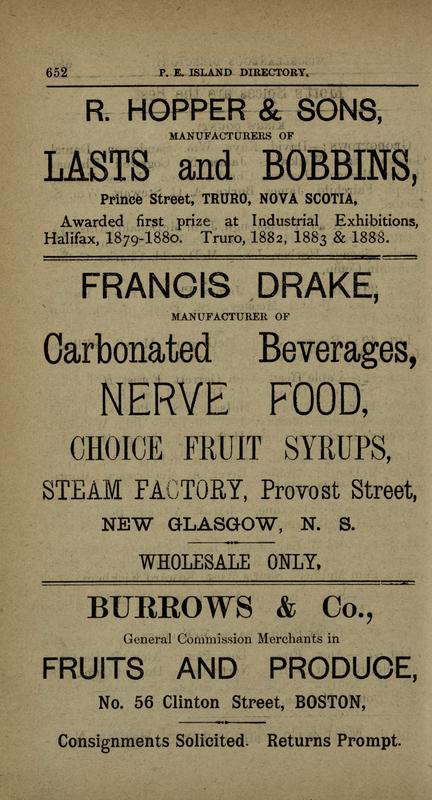 652 P. E. ISLAND DIRECTORY.
R. HOPPER & SONS,
MANUFACTURERS OF
LASTS and BOBBINS,
Prince Street, TRURO, NOVA SCOTIA,
Awarded first prize at Industrial Exhibitions,
Halifax, 1879-1880. Truro, 1882, 1883 & 1888.
FRANCIS DRAKE,
MANUFACTURER OF
Carbonated Beverages,
NERVE FOOD,
CHOICE FRUIT SYRUPS,
STEAM FACTORY, Provost Street,
NEW GLASGOW, N. S.
WHOLESALE ONLY,
BURROWS & Co.,
General Commission Merchants in
FRUITS AND PRODUCE,
No. 56 Clinton Street, BOSTON,
Consignments Solicited. Returns Prompt.